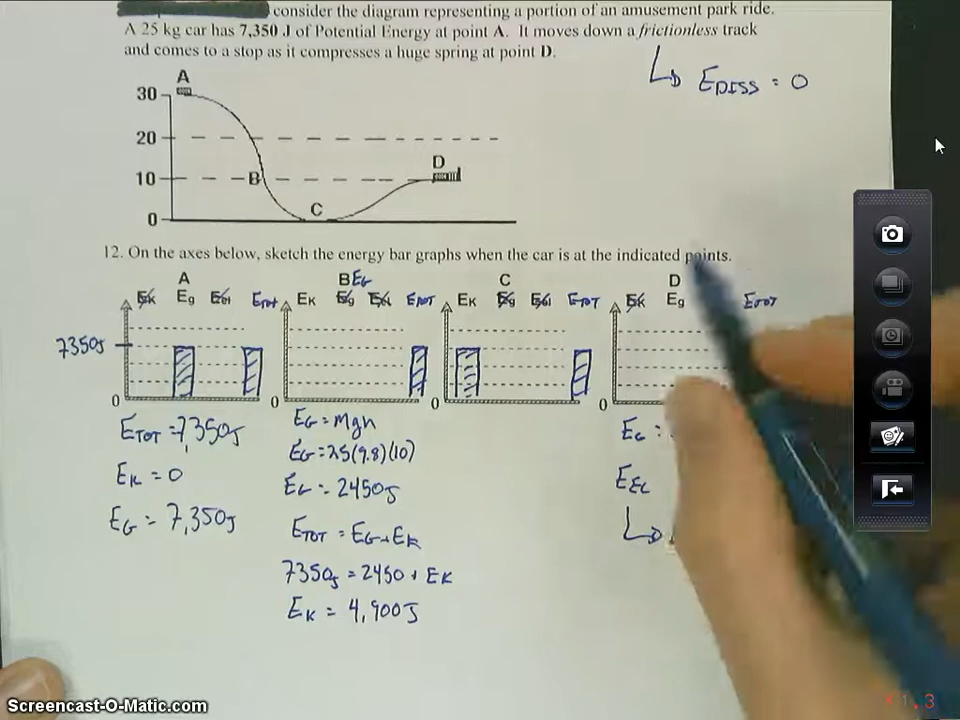 consider the diagram representing a portion of an amusement park ride.
A 25 kg car has 7,350 J of Potential Energy at point A. It moves down a frictionless track
and comes to a stop as it compresses a huge spring at point D.
EDISS = 0
A
30
20
D
10
B
C
0
12. On the axes below, sketch the energy bar graphs when the car is at the indicated points.
A
B EG
C
D
Ek Eg Eel ETOT
Ek Eg Eel ETOT
Ek Eg Eel ETOT
Ek Eg ETOT
7350J
0
0
0
0
ETOT = 7,350J
EK = 0
EG = 7,350J
EG = mgh
EG = 25(9.8)(10)
EG = 2450J
ETOT = EG + EK
7350J = 2450 + EK
EK = 4,900J
EG =
EEL
Screencast-O-Matic.com